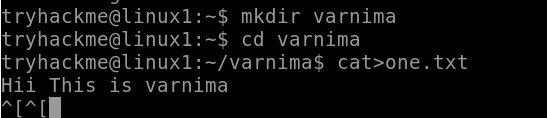 tryhackme@linux1:~$ mkdir varnima
tryhackme@linux1:~$ cd varnima
tryhackme@linux1:~/varnima$ cat>one.txt
Hii This is varnima
^[^[